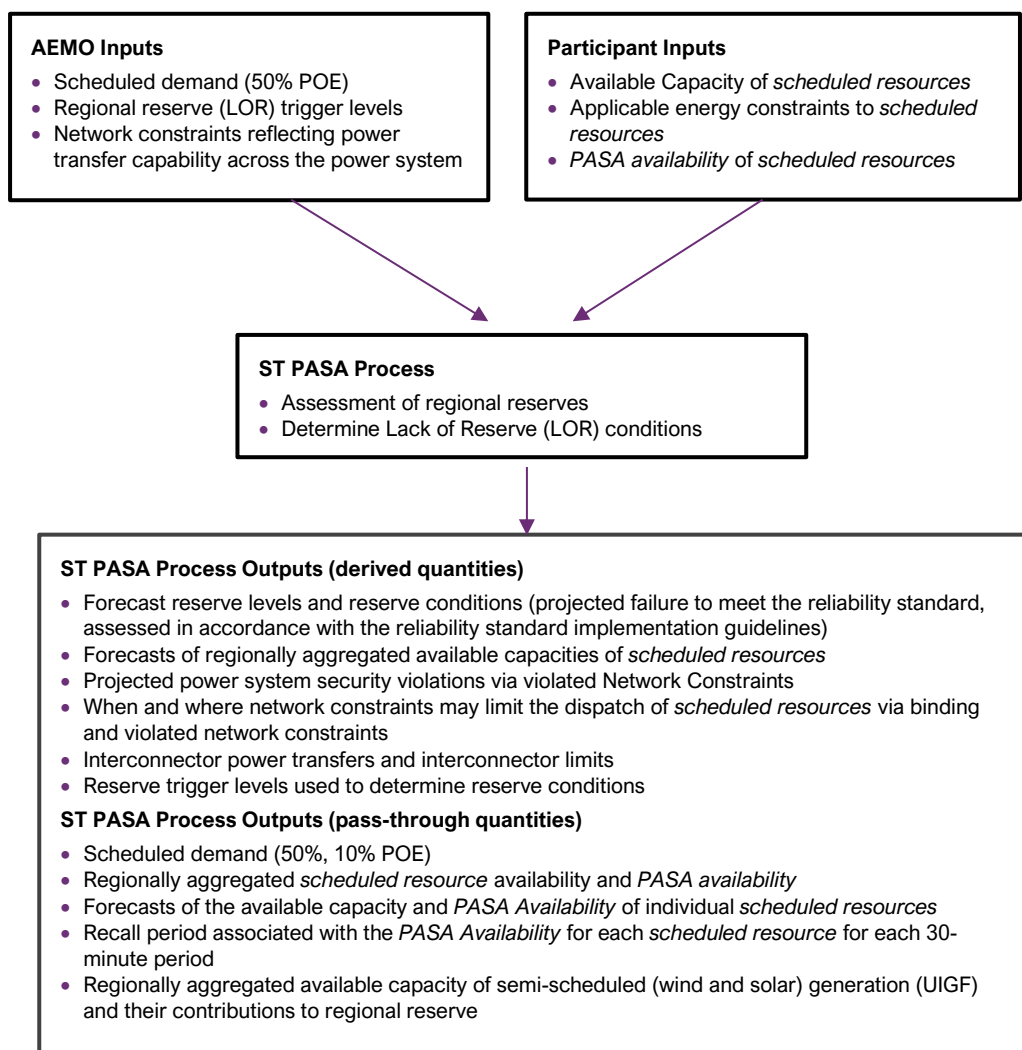 AEMO Inputs
• Scheduled demand (50% POE)
• Regional reserve (LOR) trigger levels
• Network constraints reflecting power
transfer capability across the power system
Participant Inputs
• Available Capacity of scheduled resources
• Applicable energy constraints to scheduled
resources
• PASA availability of scheduled resources
ST PASA Process
• Assessment of regional reserves
• Determine Lack of Reserve (LOR) conditions
ST PASA Process Outputs (derived quantities)
• Forecast reserve levels and reserve conditions (projected failure to meet the reliability standard,
assessed in accordance with the reliability standard implementation guidelines)
• Forecasts of regionally aggregated available capacities of scheduled resources
• Projected power system security violations via violated Network Constraints
• When and where network constraints may limit the dispatch of scheduled resources via binding
and violated network constraints
• Interconnector power transfers and interconnector limits
• Reserve trigger levels used to determine reserve conditions
ST PASA Process Outputs (pass-through quantities)
• Scheduled demand (50%, 10% POE)
• Regionally aggregated scheduled resource availability and PASA availability
• Forecasts of the available capacity and PASA Availability of individual scheduled resources
• Recall period associated with the PASA Availability for each scheduled resource for each 30-
minute period
• Regionally aggregated available capacity of semi-scheduled (wind and solar) generation (UIGF)
and their contributions to regional reserve